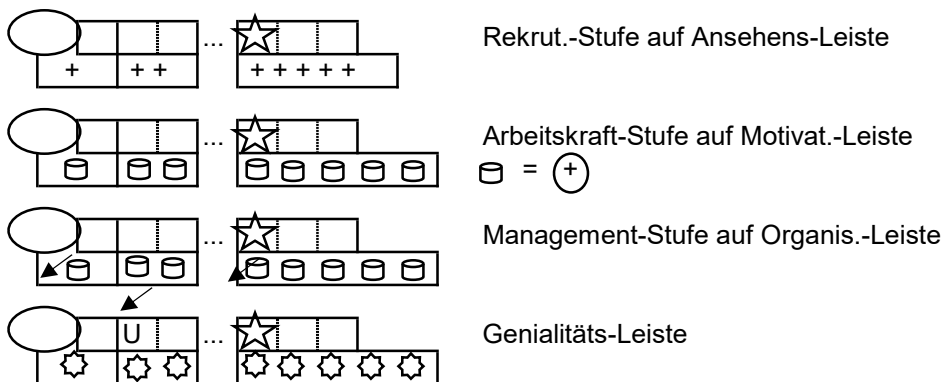 ... Rekrut.-Stufe auf Ansehens-Leiste
+ + + + + + + +
... Arbeitskraft-Stufe auf Motivat.-Leiste
= +
... Management-Stufe auf Organis.-Leiste
U ... Genialitäts-Leiste